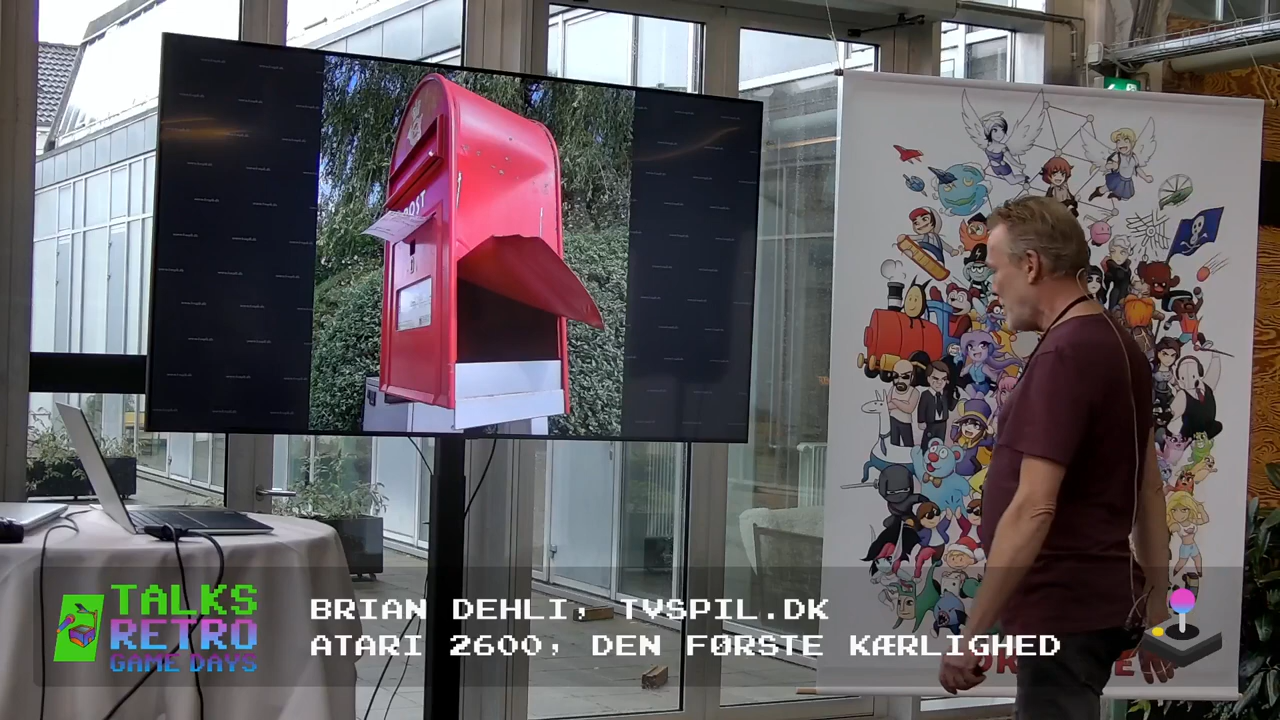 POST
TALKS
RETRO
GAME DAYS
BRIAN DEHLI, TVSPIL.DK
ATARI 2600, DEN FØRSTE KÆRLIGHED